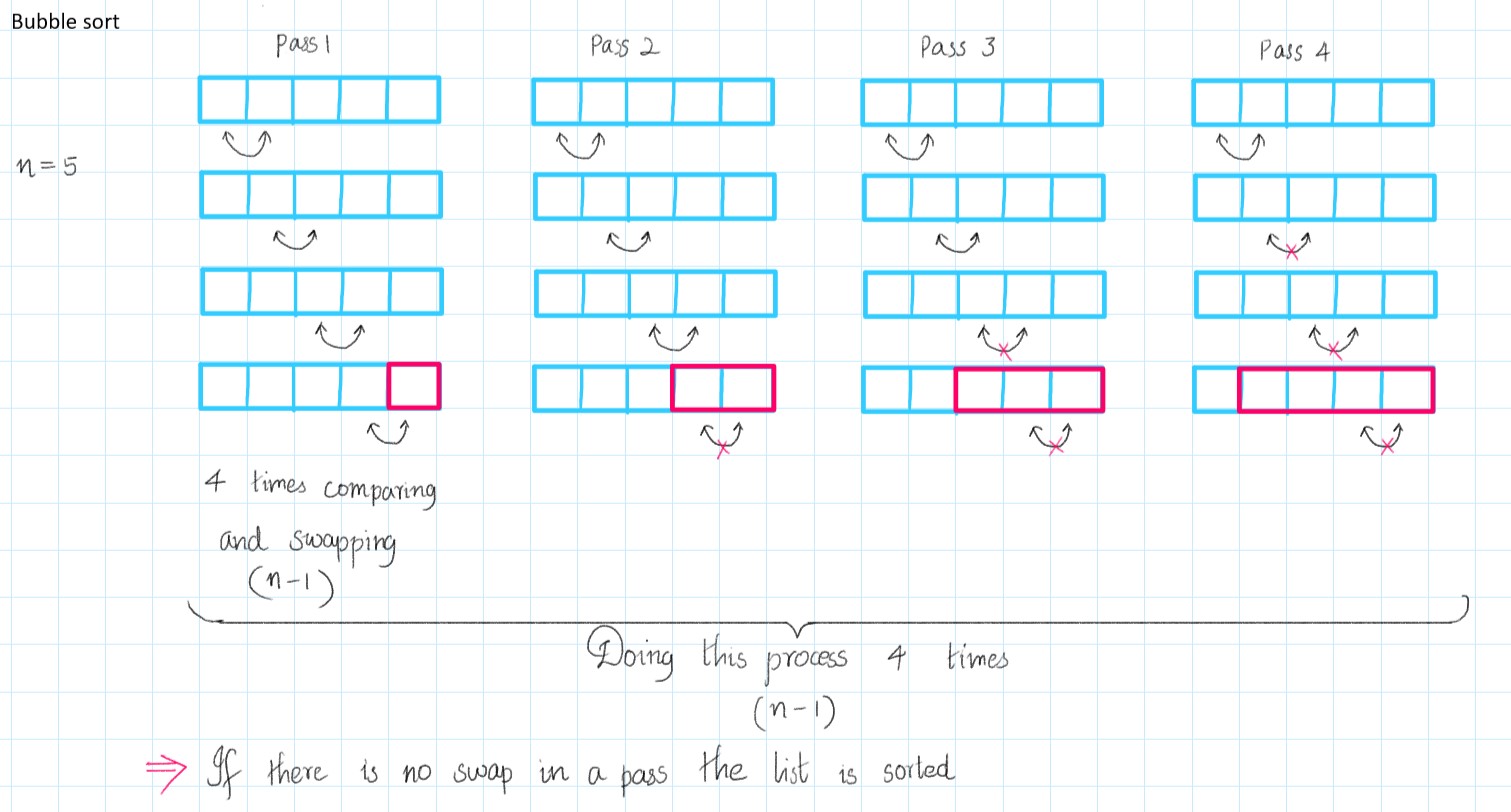 Bubble sort
Pass 1
Pass 2
Pass 3
Pass 4
n = 5
4 times comparing
and swapping
(n-1)
Doing this process 4 times
(n-1)
⇒ If there is no swap in a pass the list is sorted